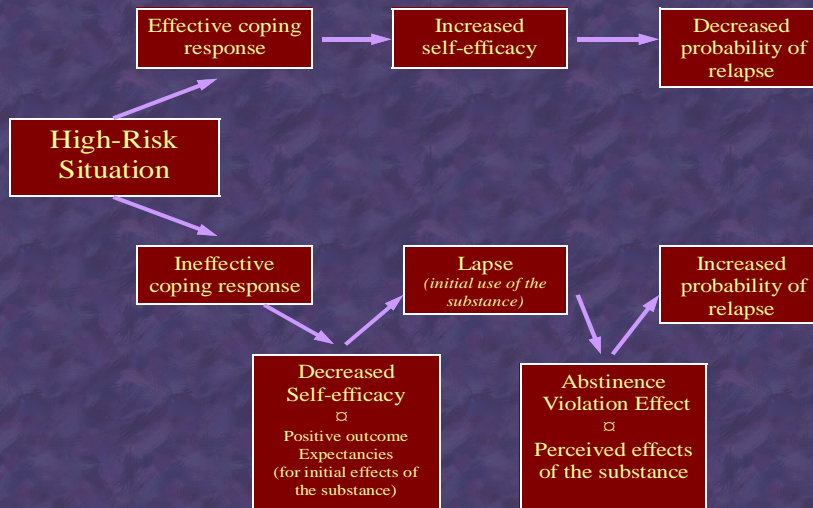 Effective coping
response
Increased
self-efficacy
Decreased
probability of
relapse
High-Risk
Situation
Ineffective
coping response
Lapse
(initial use of the
substance)
Increased
probability of
relapse
Decreased
Self-efficacy
¤
Positive outcome
Expectancies
(for initial effects of
the substance)
Abstinence
Violation Effect
¤
Perceived effects
of the substance